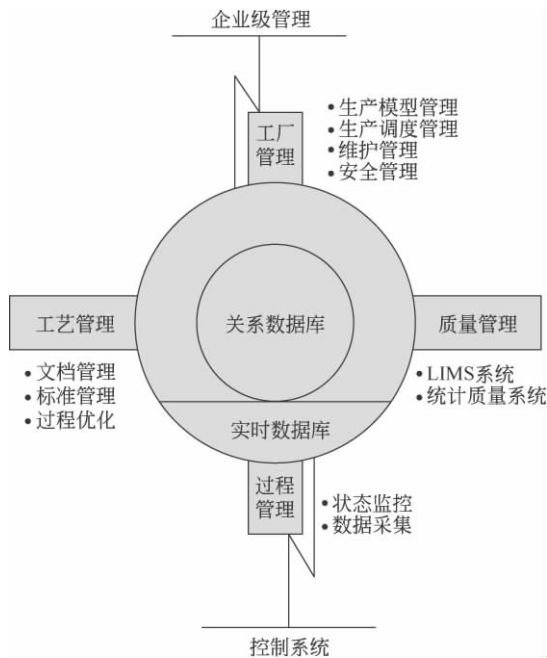 企业级管理
工厂
管理
•生产模型管理
•生产调度管理
•维护管理
•安全管理
工艺管理
关系数据库
质量管理
•文档管理
•标准管理
•过程优化
•LIMS系统
•统计质量系统
实时数据库
过程
管理
•状态监控
•数据采集
控制系统